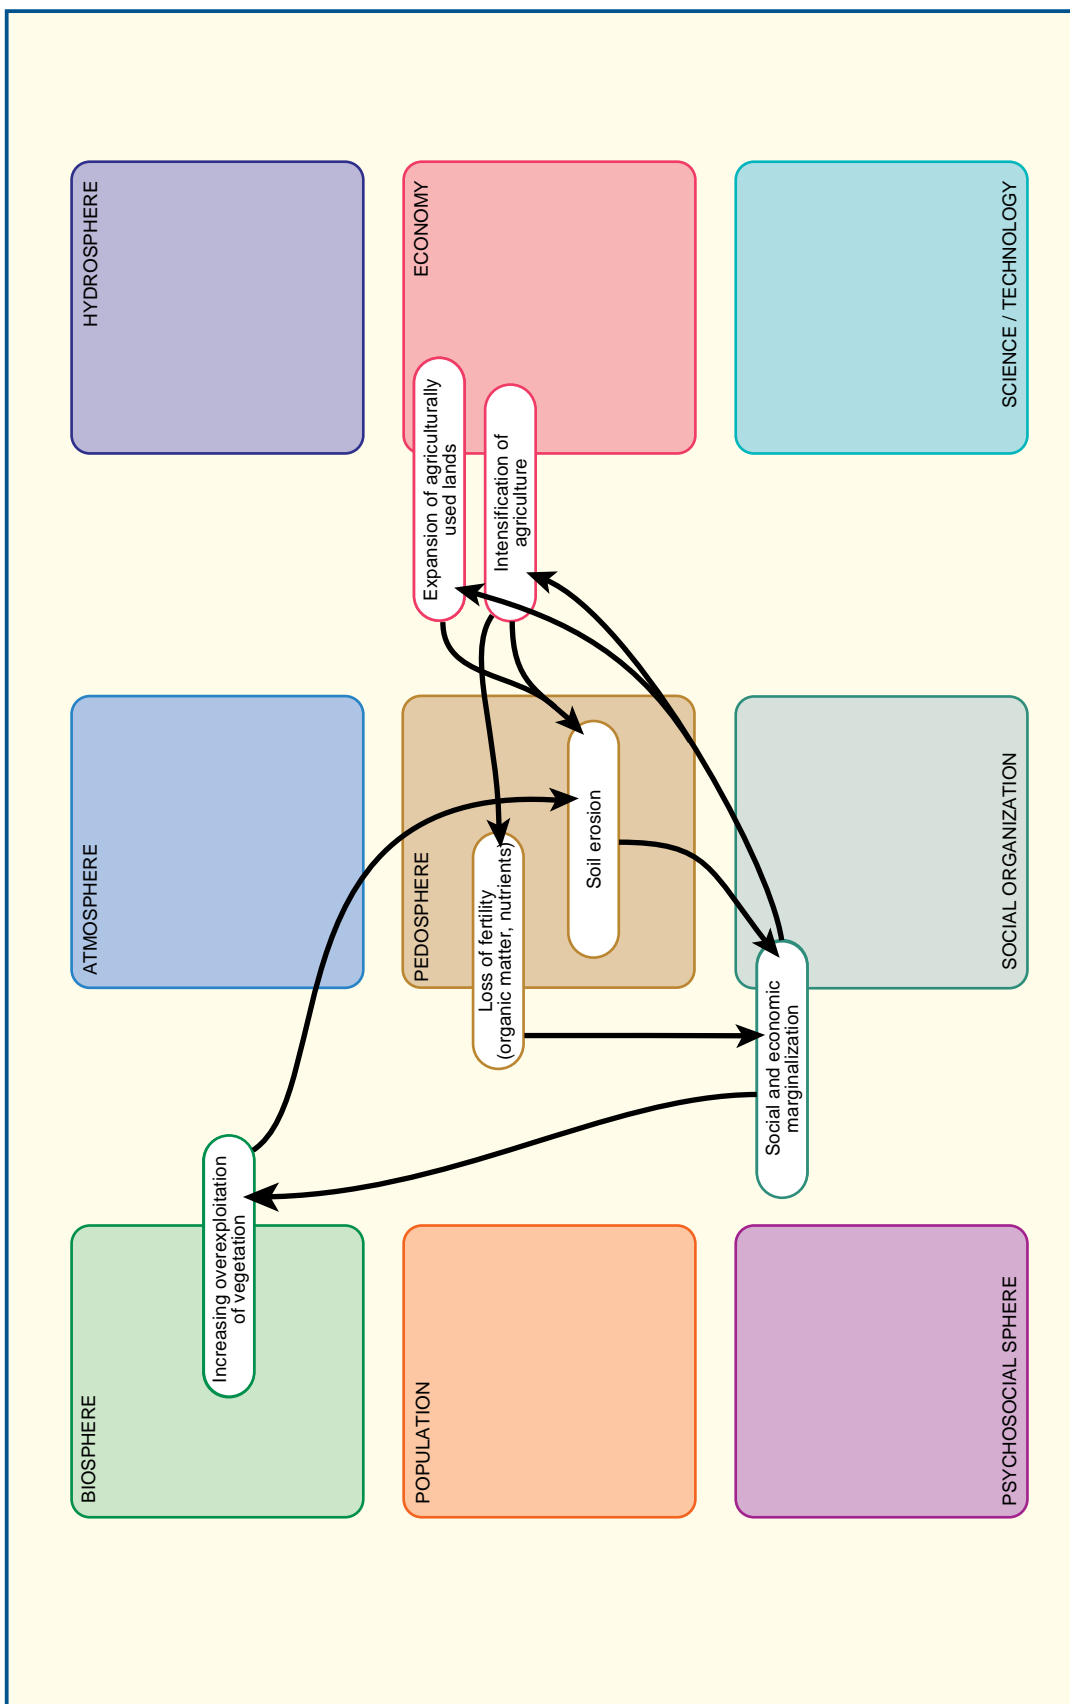 BIOSPHERE
Increasing overexploitation
of vegetation
ATMOSPHERE
HYDROSPHERE
POPULATION
PEDOSPHERE
Loss of fertility
(organic matter, nutrients)
Soil erosion
ECONOMY
Expansion of agriculturally
used lands
Intensification of
agriculture
Social and economic
marginalization
PSYCHOSOCIAL SPHERE
SOCIAL ORGANIZATION
SCIENCE / TECHNOLOGY